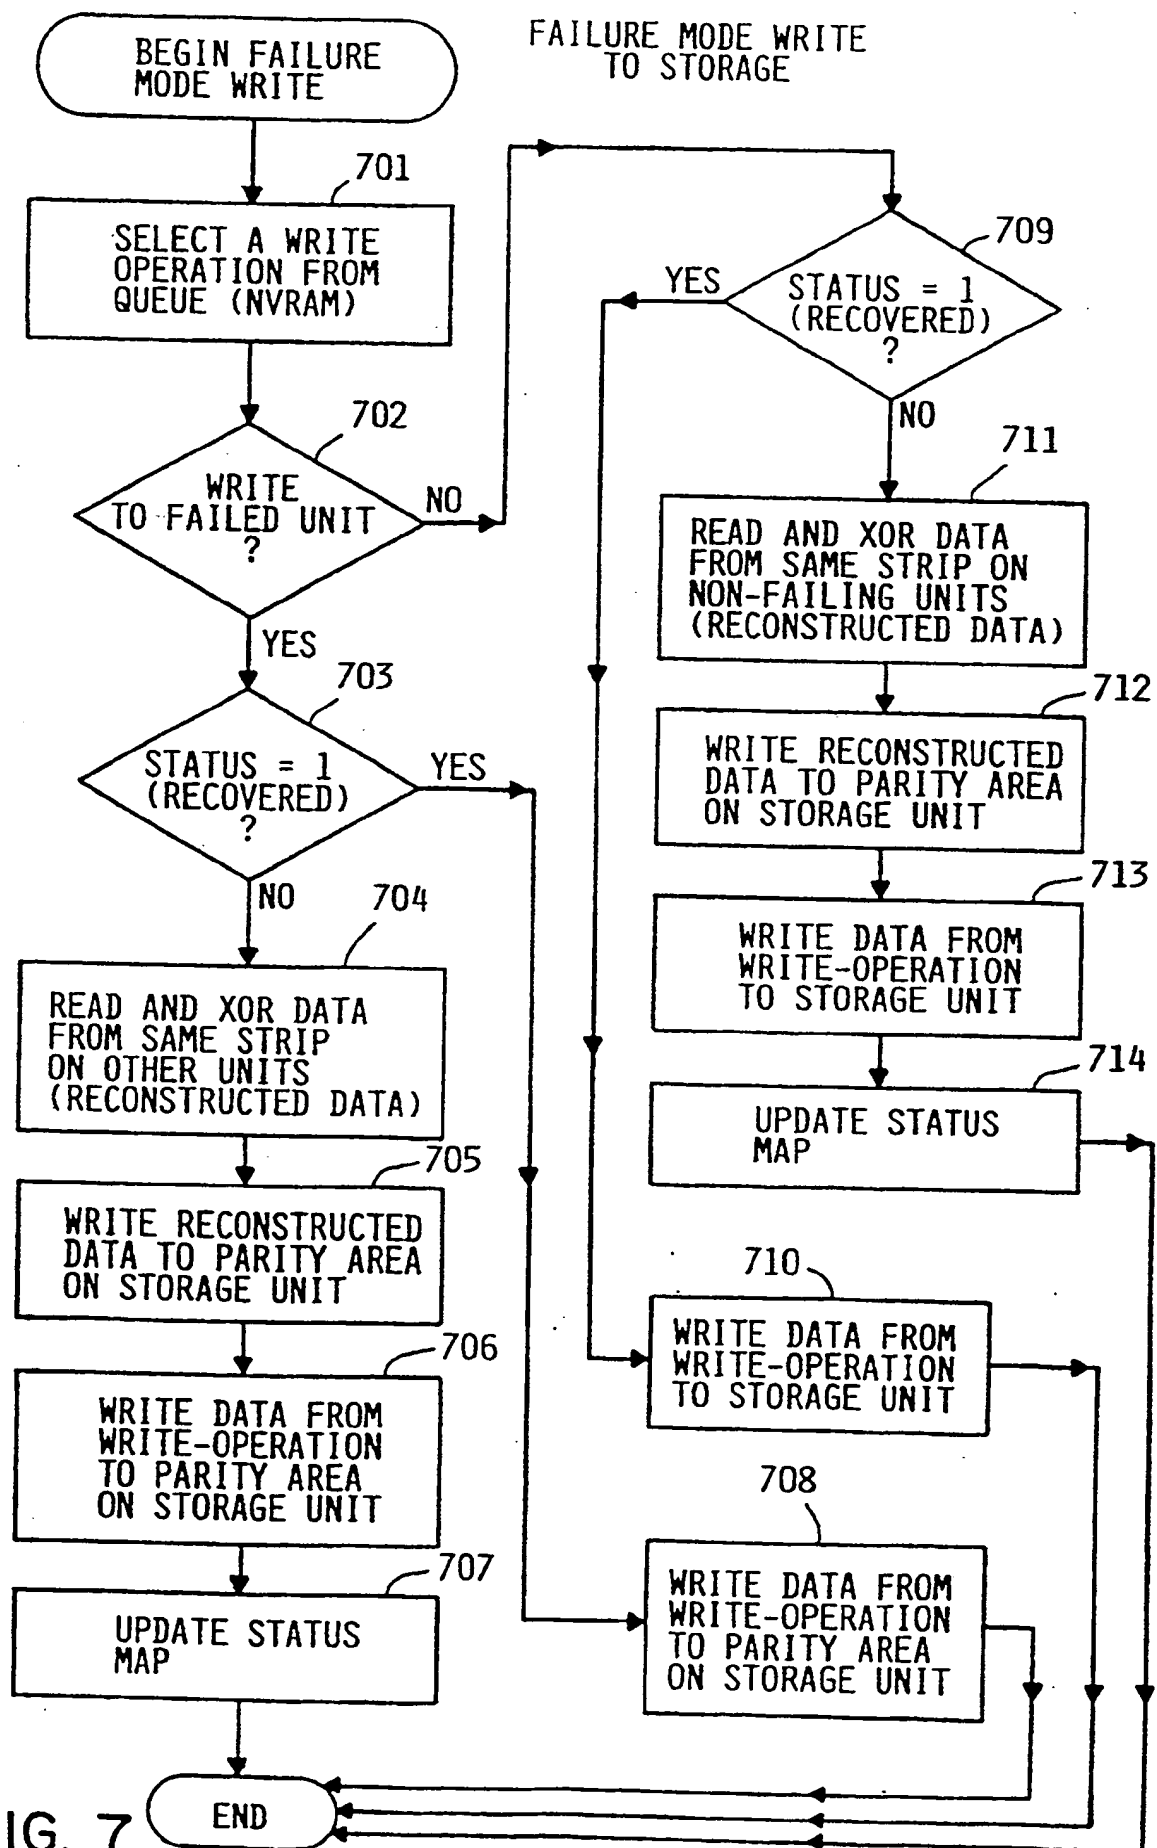 FAILURE MODE WRITE
TO STORAGE
BEGIN FAILURE
MODE WRITE
701
SELECT A WRITE
OPERATION FROM
QUEUE (NVRAM)
702
WRITE
TO FAILED UNIT
?
NO
YES
703
STATUS = 1
(RECOVERED)
?
YES
NO
704
READ AND XOR DATA
FROM SAME STRIP
ON OTHER UNITS
(RECONSTRUCTED DATA)
705
WRITE RECONSTRUCTED
DATA TO PARITY AREA
ON STORAGE UNIT
706
WRITE DATA FROM
WRITE-OPERATION
TO PARITY AREA
ON STORAGE UNIT
707
UPDATE STATUS
MAP
709
STATUS = 1
(RECOVERED)
?
YES
NO
711
READ AND XOR DATA
FROM SAME STRIP ON
NON-FAILING UNITS
(RECONSTRUCTED DATA)
712
WRITE RECONSTRUCTED
DATA TO PARITY AREA
ON STORAGE UNIT
713
WRITE DATA FROM
WRITE-OPERATION
TO STORAGE UNIT
714
UPDATE STATUS
MAP
710
WRITE DATA FROM
WRITE-OPERATION
TO STORAGE UNIT
708
WRITE DATA FROM
WRITE-OPERATION
TO PARITY AREA
ON STORAGE UNIT
END
IG. 7